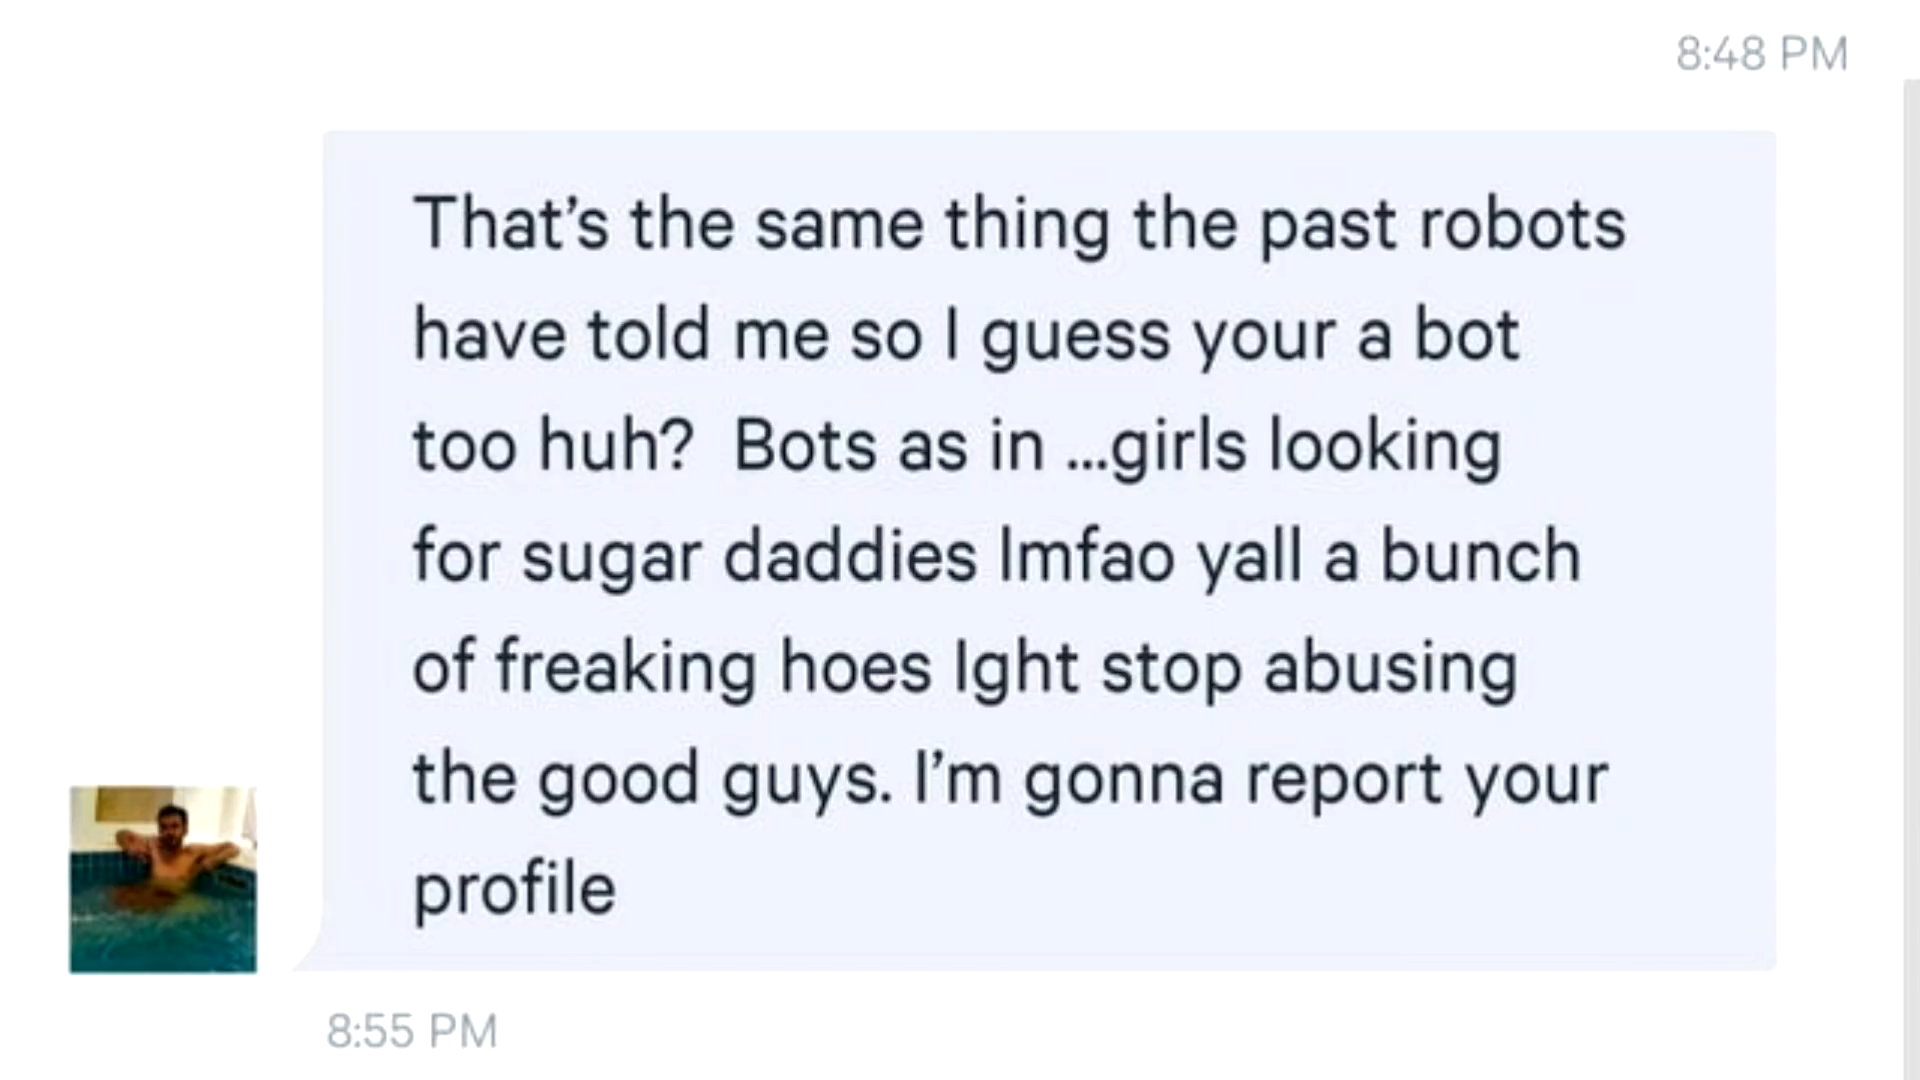 8:48 PM
That’s the same thing the past robots
have told me so I guess your a bot
too huh?  Bots as in ...girls looking
for sugar daddies lmfao yall a bunch
of freaking hoes Ight stop abusing
the good guys. I’m gonna report your
profile
8:55 PM